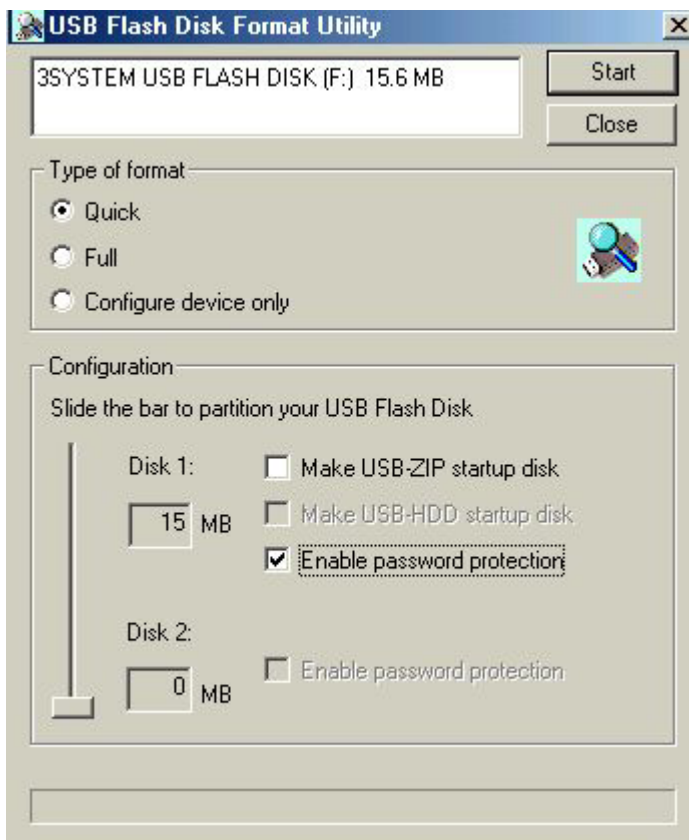 USB Flash Disk Format Utility
3SYSTEM USB FLASH DISK (F:) 15.6 MB
Start
Close
Type of format
Quick
Full
Configure device only
Configuration
Slide the bar to partition your USB Flash Disk
Disk 1:
Make USB-ZIP startup disk
15 MB
Make USB-HDD startup disk
Enable password protection
Disk 2:
0 MB
Enable password protection